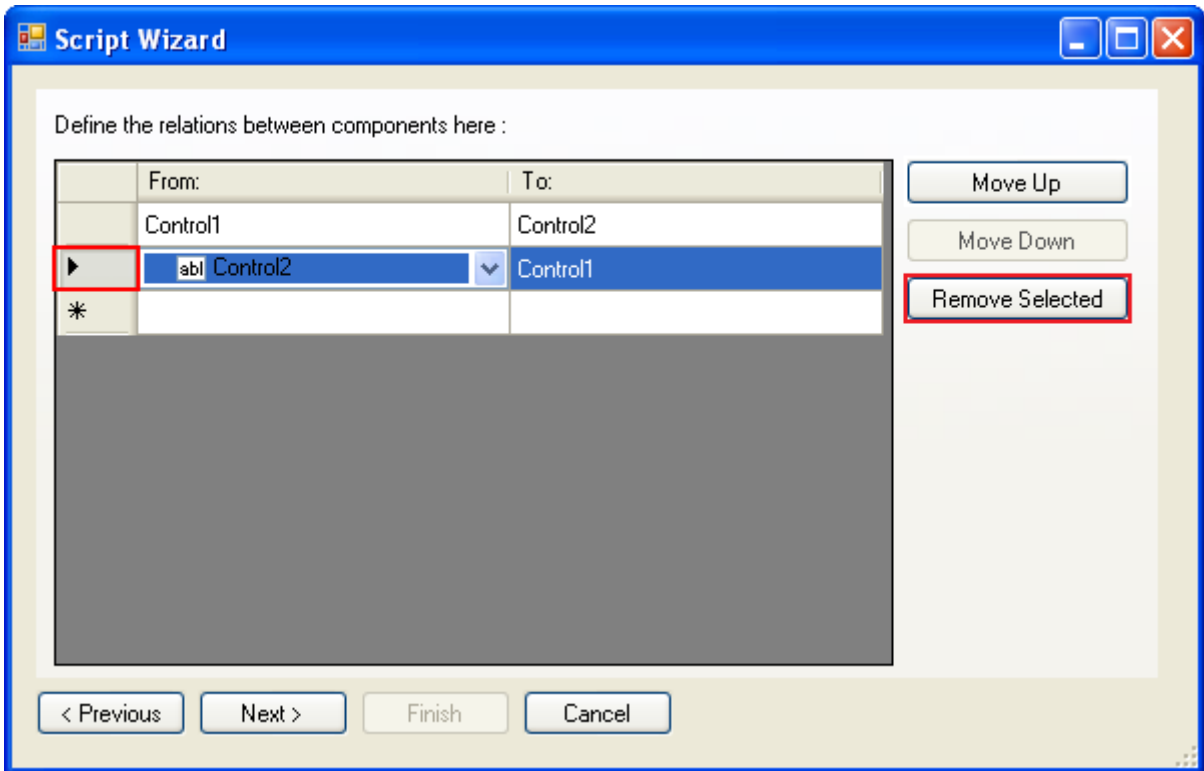 Script Wizard
Define the relations between components here :
From: To:
Control1 Control2
abl Control2 Control1
*
Move Up
Move Down
Remove Selected
< Previous Next > Finish Cancel